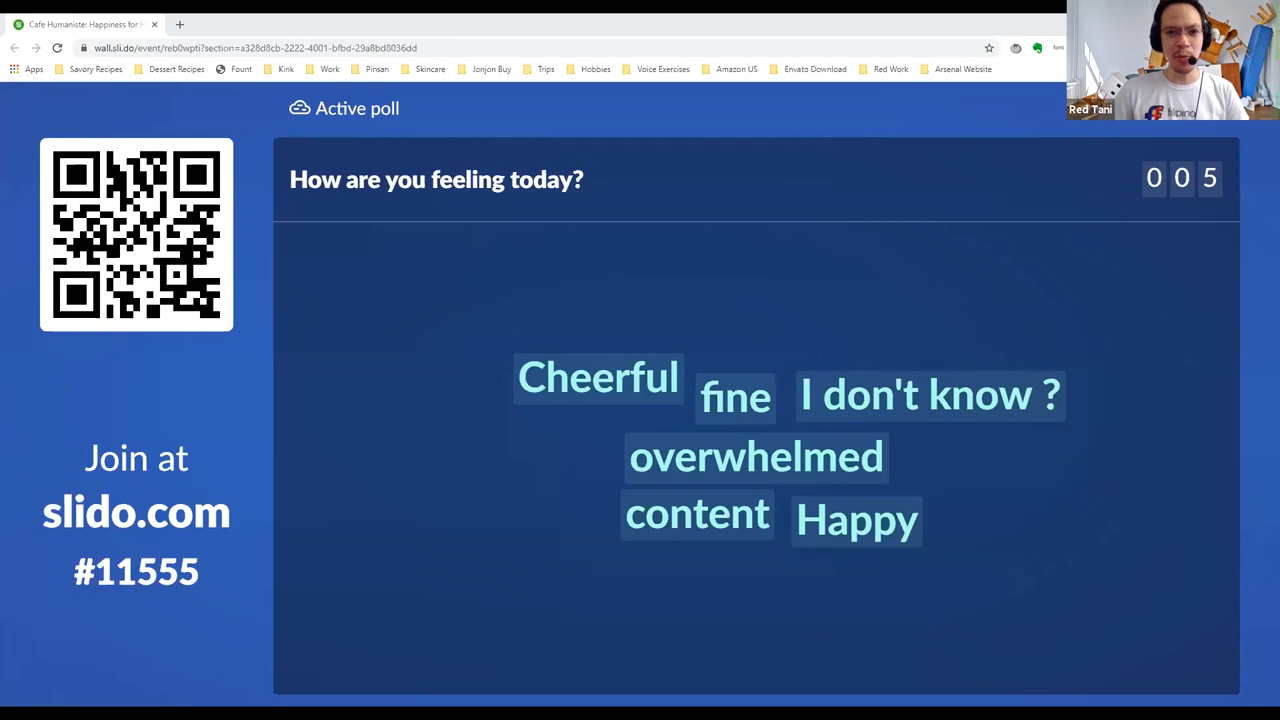 Cafe Humaniste: Happiness for H
wall.sli.do/event/reb0wpti?section=a328d8cb-2222-4001-bfbd-29a8bd8036dd
Apps Savory Recipes Dessert Recipes Fount Kink Work Pinsan Skincare Jonjon Buy Trips Hobbies Voice Exercises Amazon US Envato Download Red Work Arsenal Website
font
filipino
Red Tani
Active poll
How are you feeling today?
005
Cheerful fine I don't know ?
overwhelmed
content Happy
Join at
slido.com
#11555